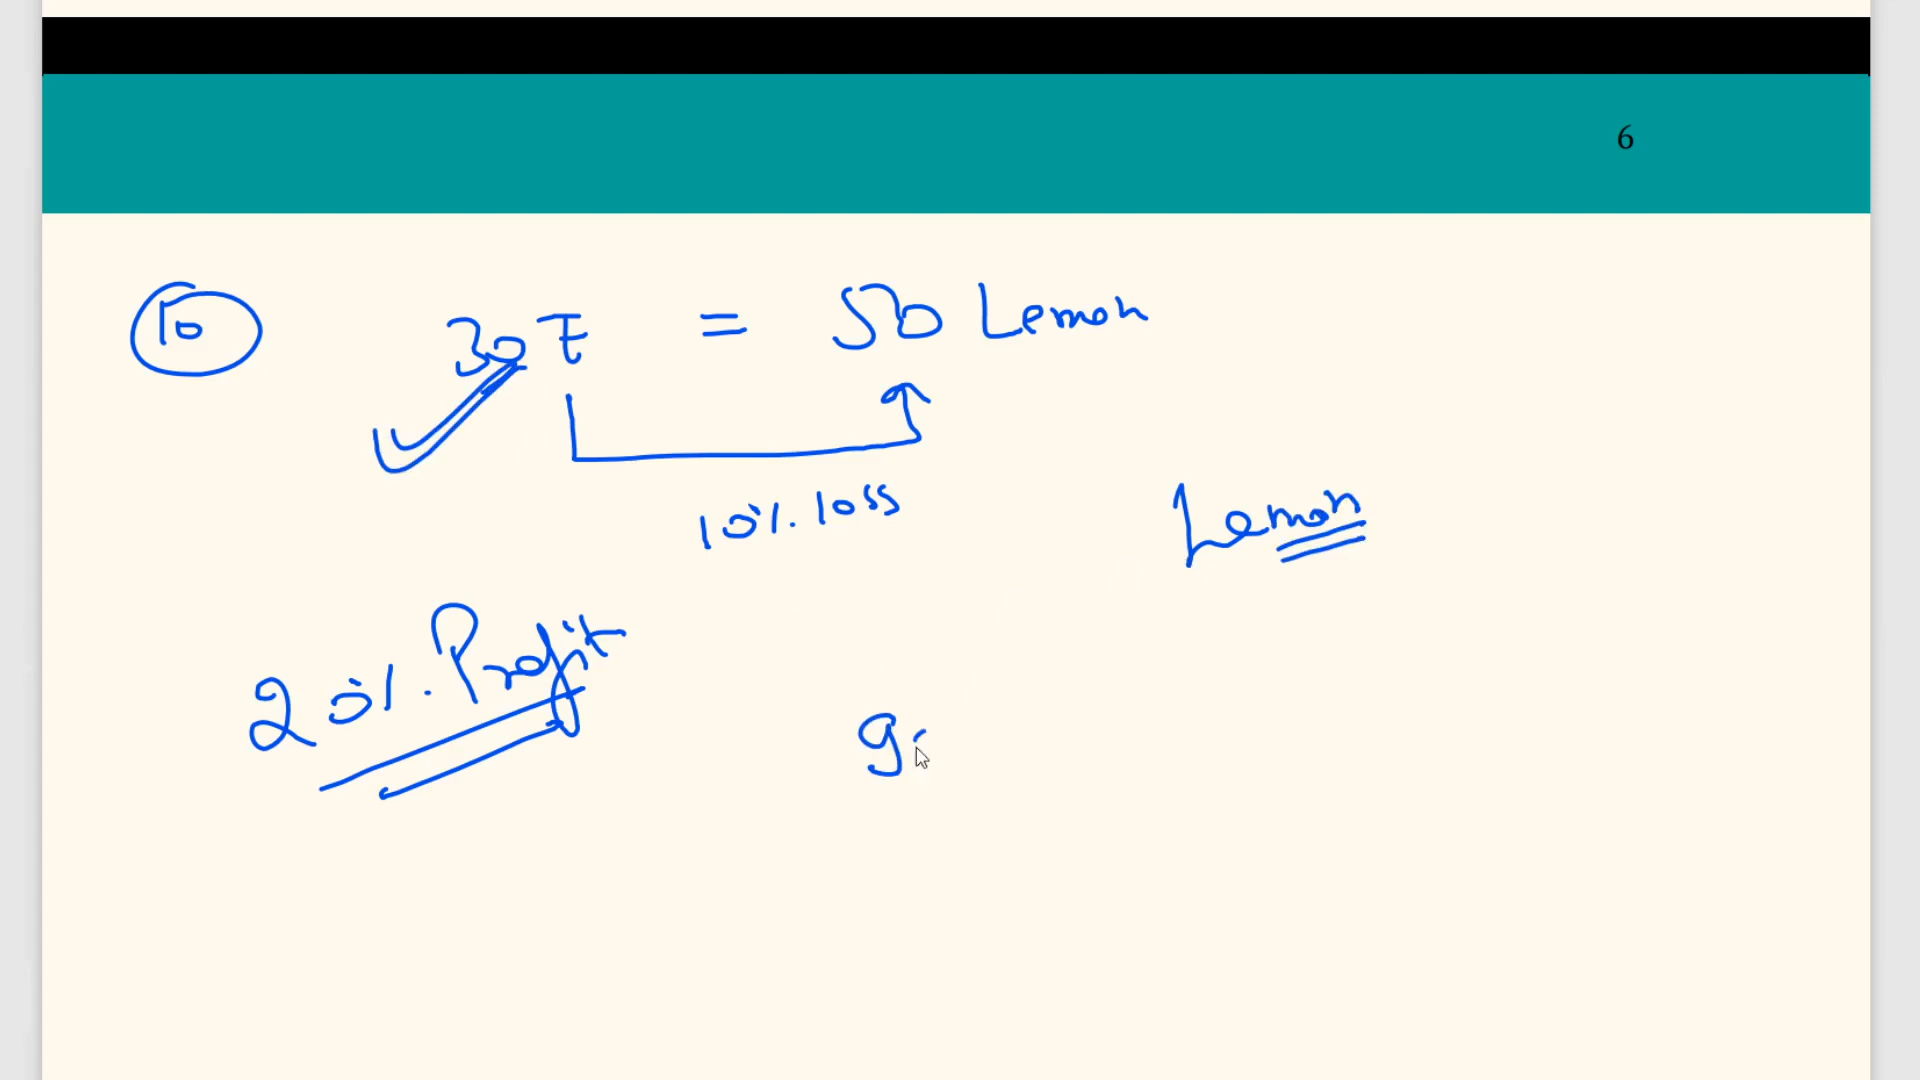 6
10 30 ₹ = 50 Lemon
10%. loss
Lemon
20%. Profit
9